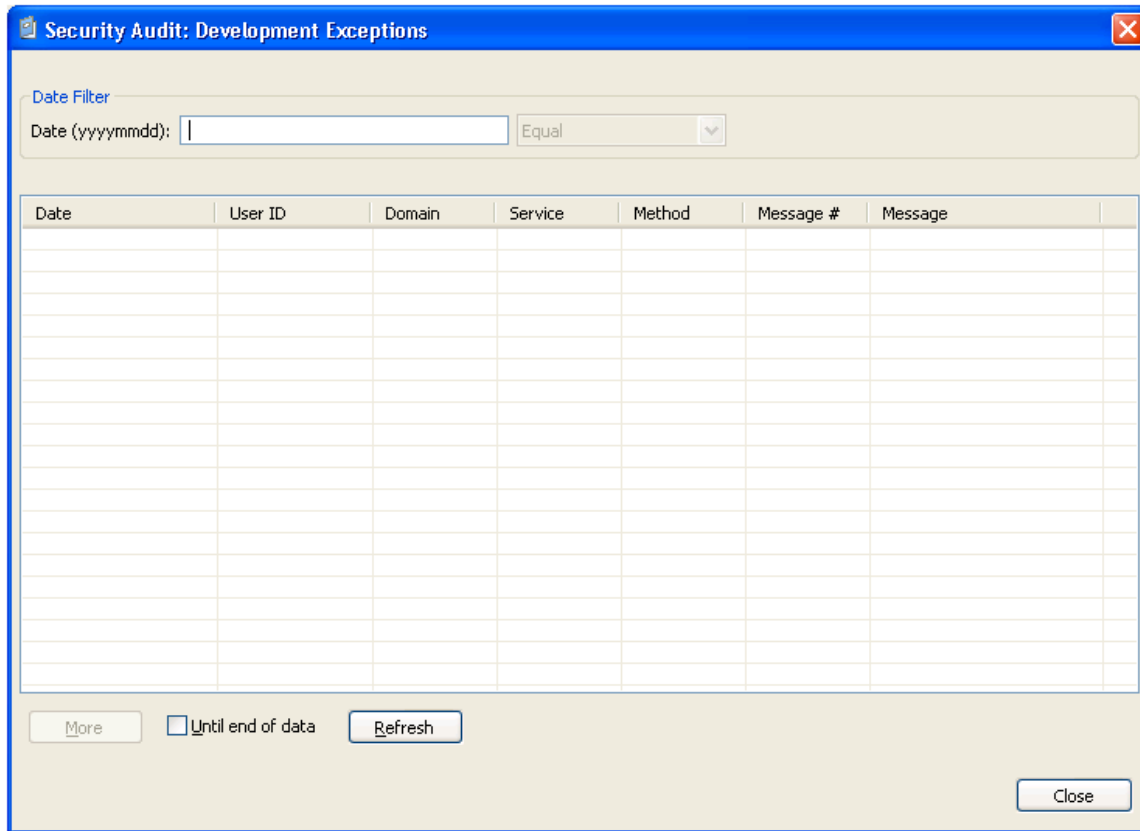 Security Audit: Development Exceptions
Date Filter
Date (yyyymmdd): Equal
Date User ID Domain Service Method Message # Message
More Until end of data Refresh
Close